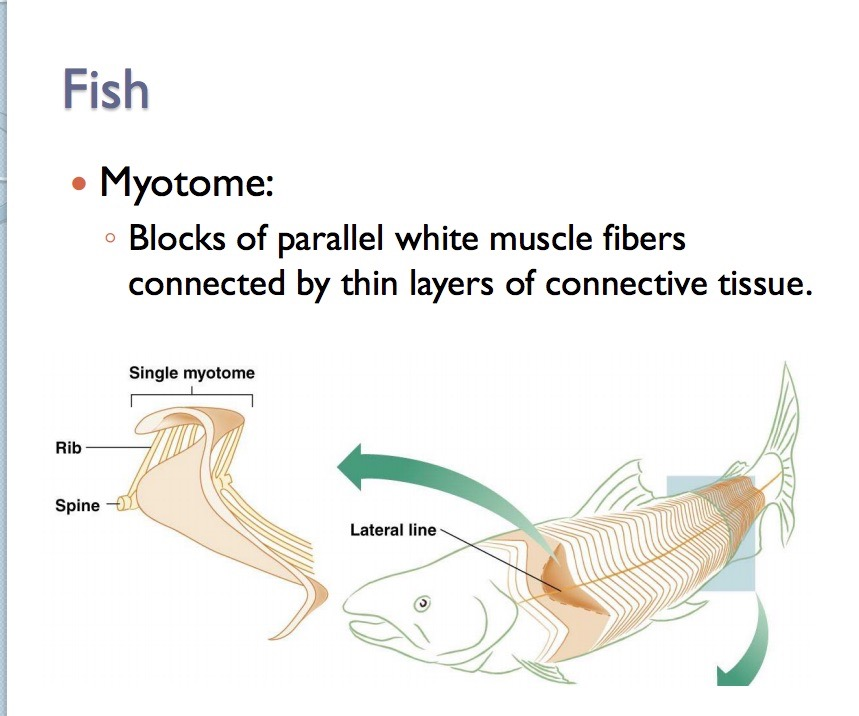 Fish
• Myotome:
◦ Blocks of parallel white muscle fibers
connected by thin layers of connective tissue.
Single myotome
Rib
Spine
Lateral line